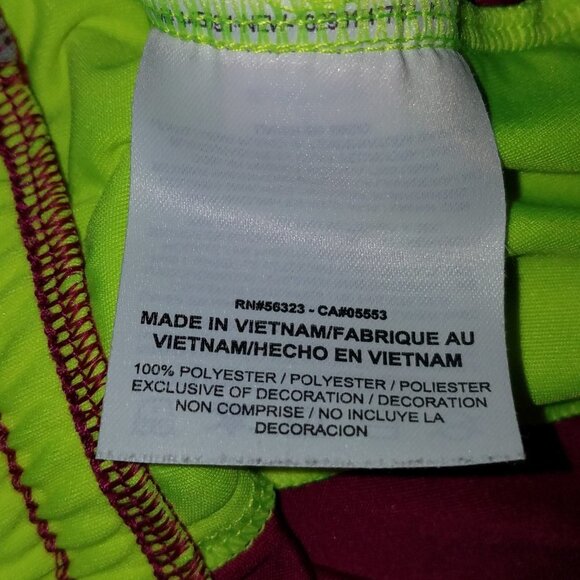 RN#56323 - CA#05553
MADE IN VIETNAM/FABRIQUE AU
VIETNAM/HECHO EN VIETNAM
100% POLYESTER / POLYESTER / POLIESTER
EXCLUSIVE OF DECORATION / DECORATION
NON COMPRISE / NO INCLUYE LA
DECORACION